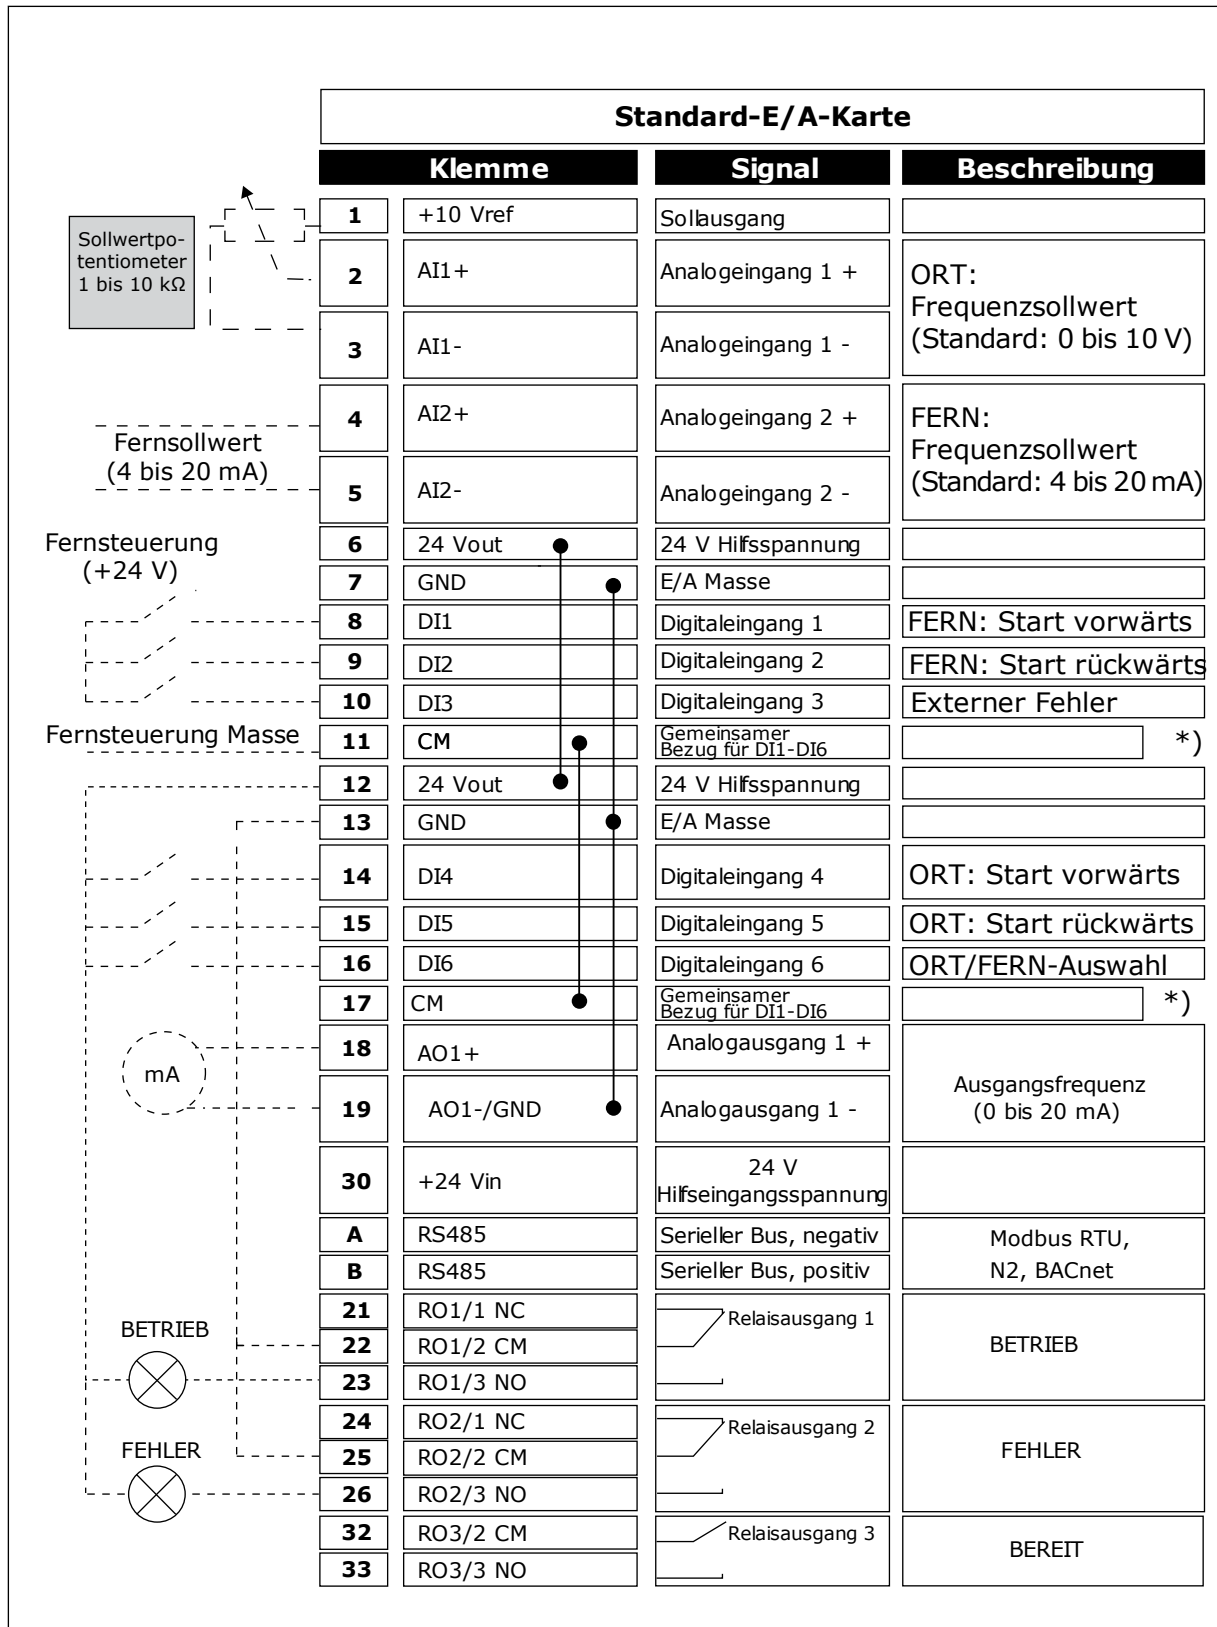 Standard-E/A-Karte
Klemme Signal Beschreibung
Sollwertpo-
tentiometer
1 bis 10 kΩ
1 +10 Vref Sollausgang
2 AI1+ Analogeingang 1 +
3 AI1- Analogeingang 1 -
ORT:
Frequenzsollwert
(Standard: 0 bis 10 V)
Fernsollwert
(4 bis 20 mA)
4 AI2+ Analogeingang 2 +
5 AI2- Analogeingang 2 -
FERN:
Frequenzsollwert
(Standard: 4 bis 20 mA)
Fernsteuerung
(+24 V)
6 24 Vout 24 V Hilfsspannung
7 GND E/A Masse
8 DI1 Digitaleingang 1 FERN: Start vorwärts
9 DI2 Digitaleingang 2 FERN: Start rückwärts
10 DI3 Digitaleingang 3 Externer Fehler
Fernsteuerung Masse
11 CM Gemeinsamer
Bezug für DI1-DI6
*)
12 24 Vout 24 V Hilfsspannung
13 GND E/A Masse
14 DI4 Digitaleingang 4 ORT: Start vorwärts
15 DI5 Digitaleingang 5 ORT: Start rückwärts
16 DI6 Digitaleingang 6 ORT/FERN-Auswahl
17 CM Gemeinsamer
Bezug für DI1-DI6
*)
mA
18 AO1+ Analogausgang 1 +
19 AO1-/GND Analogausgang 1 -
Ausgangsfrequenz
(0 bis 20 mA)
30 +24 Vin 24 V
Hilfseingangsspannung
A RS485 Serieller Bus, negativ
B RS485 Serieller Bus, positiv
Modbus RTU,
N2, BACnet
BETRIEB
21 RO1/1 NC Relaisausgang 1
22 RO1/2 CM BETRIEB
23 RO1/3 NO
FEHLER
24 RO2/1 NC Relaisausgang 2
25 RO2/2 CM FEHLER
26 RO2/3 NO
32 RO3/2 CM Relaisausgang 3
33 RO3/3 NO
BEREIT